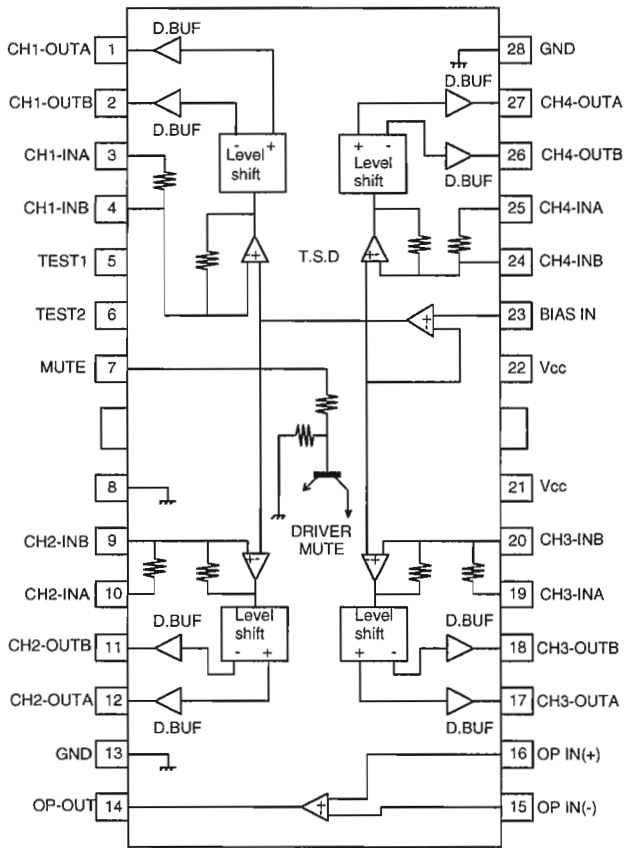 D.BUF
CH1-OUTA 1 28 GND
D.BUF
CH1-OUTB 2 27 CH4-OUTA
D.BUF
- + + -
CH1-INA 3 Level shift Level shift 26 CH4-OUTB
D.BUF
CH1-INB 4 25 CH4-INA
-+ +-
TEST1 5 T.S.D 24 CH4-INB
TEST2 6 + - 23 BIAS IN
MUTE 7 22 Vcc
8 21 Vcc
DRIVER
MUTE
CH2-INB 9 20 CH3-INB
+- +-
CH2-INA 10 19 CH3-INA
Level shift Level shift
D.BUF D.BUF
CH2-OUTB 11 - + + - 18 CH3-OUTB
CH2-OUTA 12 17 CH3-OUTA
D.BUF D.BUF
GND 13 16 OP IN(+)
OP-OUT 14 + - 15 OP IN(-)